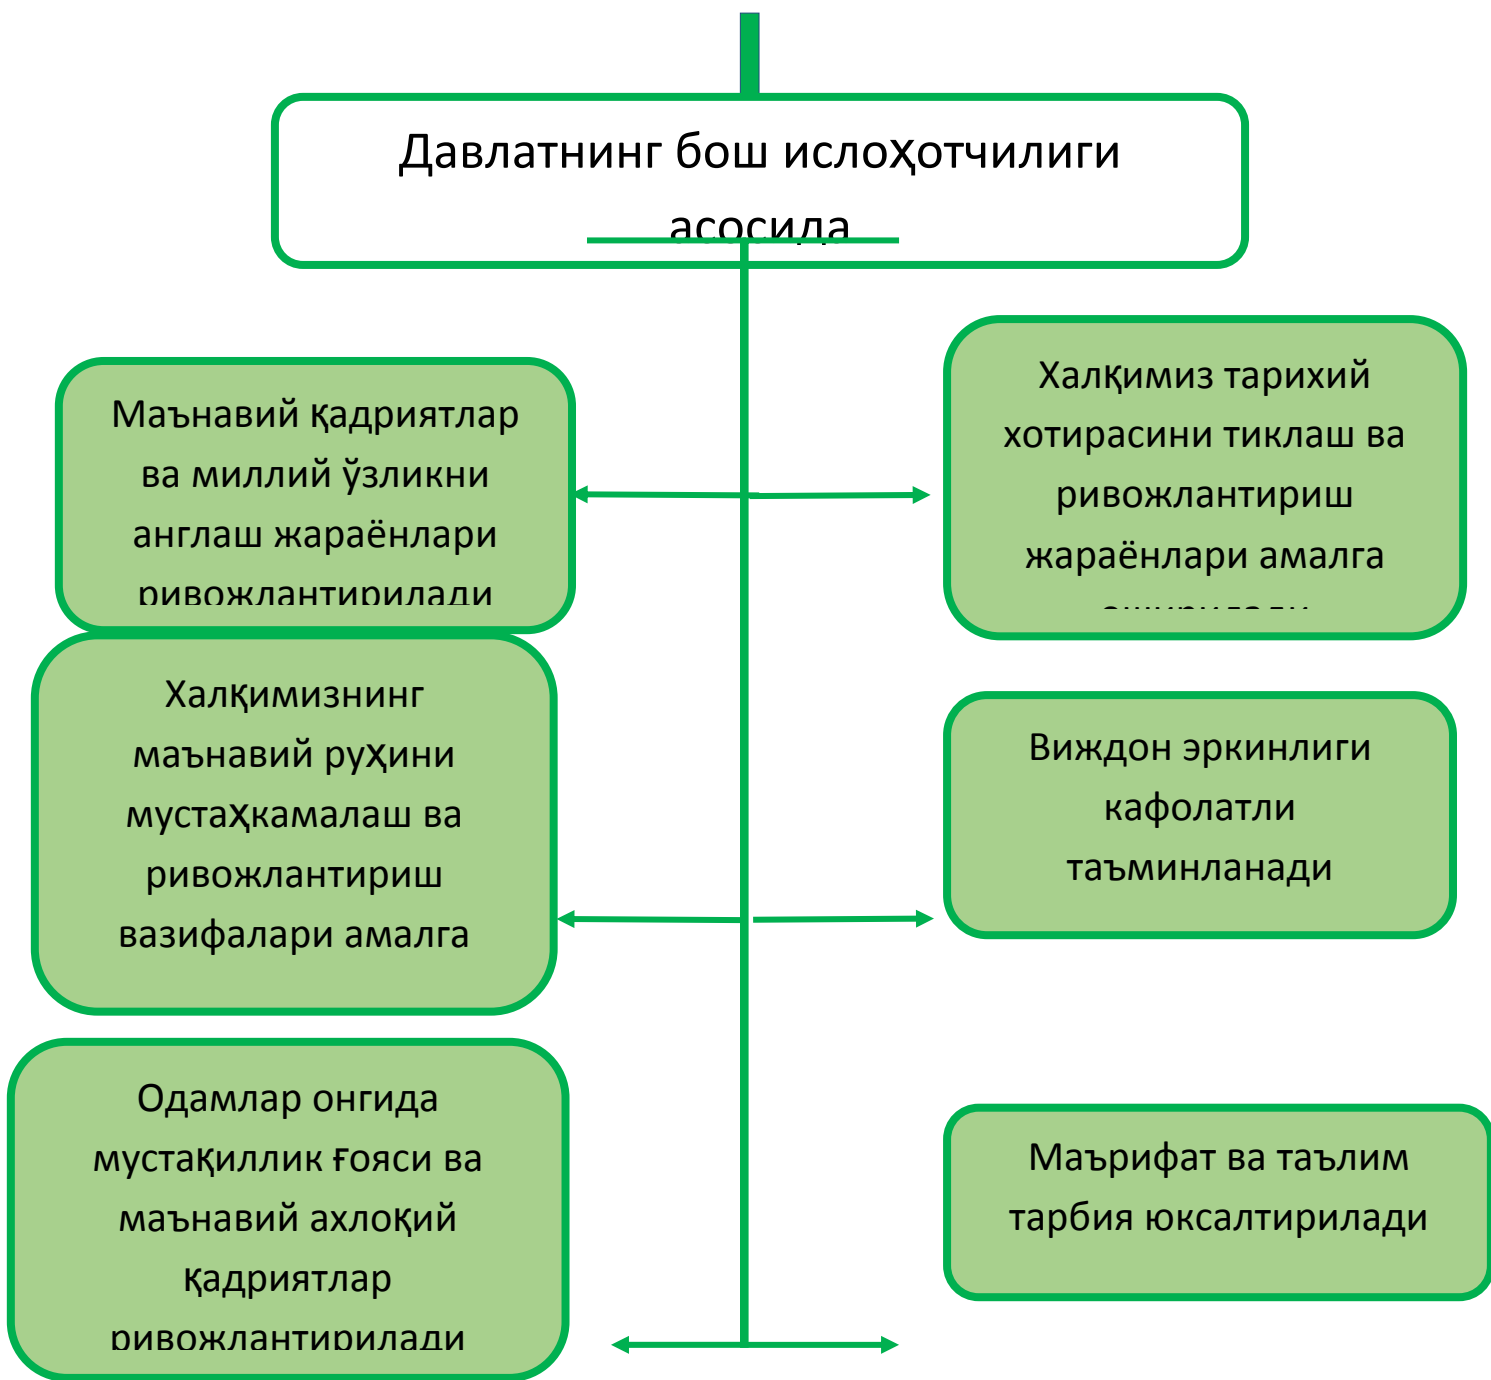 Давлатнинг бош ислоҳотчилиги
асосида
Маънавий қадриятлар
ва миллий ўзликни
англаш жараёнлари
ривожлантирилади
Халқимиз тарихий
хотирасини тиклаш ва
ривожлантириш
жараёнлари амалга
оширилади
Халқимизнинг
маънавий руҳини
мустаҳкамалаш ва
ривожлантириш
вазифалари амалга
Виждон эркинлиги
кафолатли
таъминланади
Одамлар онгида
мустақиллик ғояси ва
маънавий ахлоқий
қадриятлар
ривожлантирилади
Маърифат ва таълим
тарбия юксалтирилади